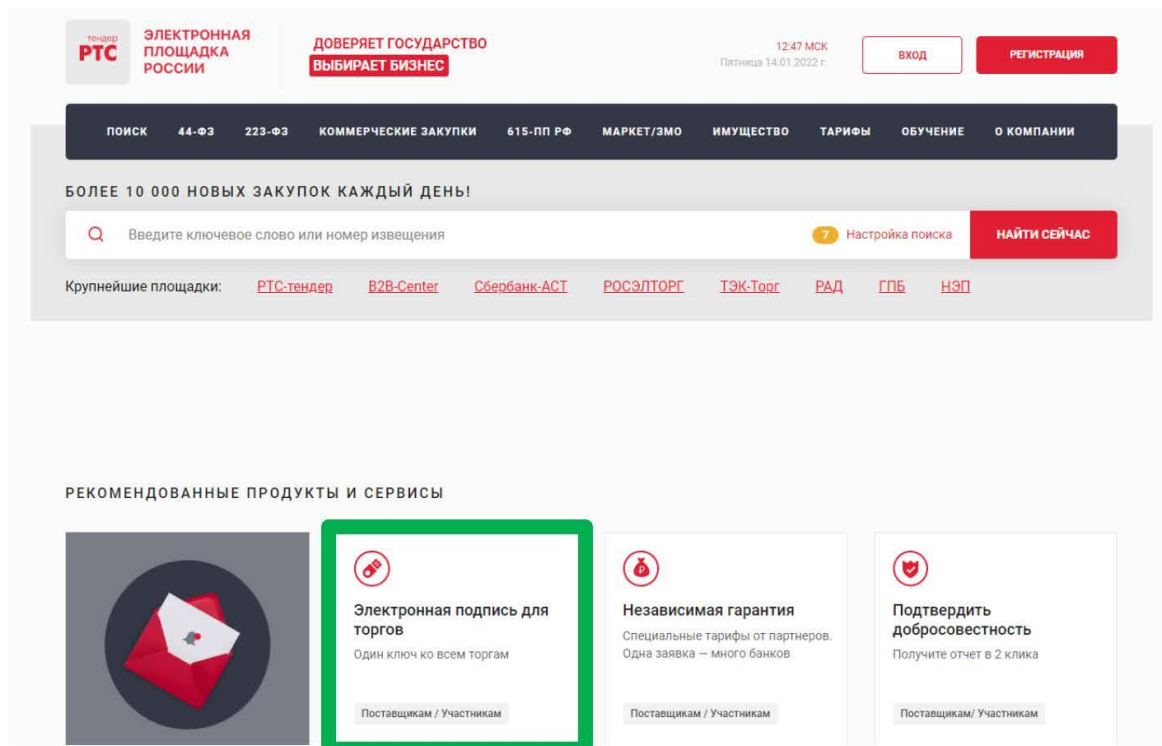 тендер
РТС
ЭЛЕКТРОННАЯ
ПЛОЩАДКА
РОССИИ
ДОВЕРЯЕТ ГОСУДАРСТВО
ВЫБИРАЕТ БИЗНЕС
12:47 МСК
Пятница 14.01.2022 г.
ВХОД
РЕГИСТРАЦИЯ
ПОИСК 44-ФЗ 223-ФЗ КОММЕРЧЕСКИЕ ЗАКУПКИ 615-ПП РФ МАРКЕТ/ЗМО ИМУЩЕСТВО ТАРИФЫ ОБУЧЕНИЕ О КОМПАНИИ
БОЛЕЕ 10 000 НОВЫХ ЗАКУПОК КАЖДЫЙ ДЕНЬ!
Введите ключевое слово или номер извещения 7 Настройка поиска НАЙТИ СЕЙЧАС
Крупнейшие площадки: РТС-тендер B2B-Center Сбербанк-АСТ РОСЭЛТОРГ ТЭК-Торг РАД ГПБ НЭП
РЕКОМЕНДОВАННЫЕ ПРОДУКТЫ И СЕРВИСЫ
Электронная подпись для
торгов
Один ключ ко всем торгам
Поставщикам / Участникам
Независимая гарантия
Специальные тарифы от партнеров.
Одна заявка — много банков
Поставщикам / Участникам
Подтвердить
добросовестность
Получите отчет в 2 клика
Поставщикам/ Участникам